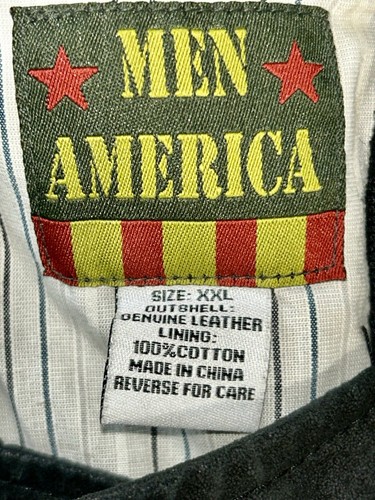 MEN
AMERICA
SIZE: XXL
OUTSHELL:
GENUINE LEATHER
LINING:
100%COTTON
MADE IN CHINA
REVERSE FOR CARE